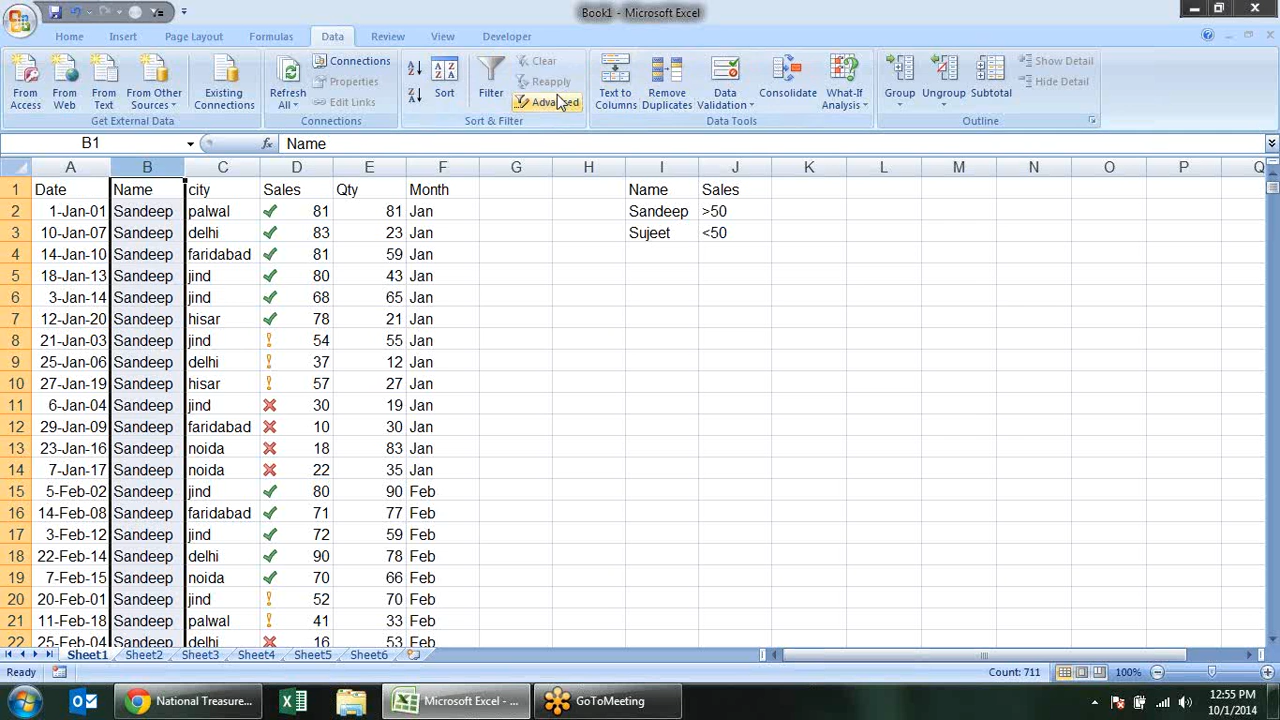 Book1 - Microsoft Excel
Home Insert Page Layout Formulas Data Review View Developer
From Access From Web From Text From Other Sources Existing Connections Get External Data
Refresh All Connections Properties Edit Links Connections
Sort Filter Clear Reapply Advanced Sort & Filter
Text to Columns Remove Duplicates Data Validation Consolidate What-If Analysis Data Tools
Group Ungroup Subtotal Show Detail Hide Detail Outline
B1 fx Name
A B C D E F G H I J K L M N O P Q
1 Date Name city Sales Qty Month Name Sales
2 1-Jan-01 Sandeep palwal 81 81 Jan Sandeep >50
3 10-Jan-07 Sandeep delhi 83 23 Jan Sujeet <50
4 14-Jan-10 Sandeep faridabad 81 59 Jan
5 18-Jan-13 Sandeep jind 80 43 Jan
6 3-Jan-14 Sandeep jind 68 65 Jan
7 12-Jan-20 Sandeep hisar 78 21 Jan
8 21-Jan-03 Sandeep jind 54 55 Jan
9 25-Jan-06 Sandeep delhi 37 12 Jan
10 27-Jan-19 Sandeep hisar 57 27 Jan
11 6-Jan-04 Sandeep jind 30 19 Jan
12 29-Jan-09 Sandeep faridabad 10 30 Jan
13 23-Jan-16 Sandeep noida 18 83 Jan
14 7-Jan-17 Sandeep noida 22 35 Jan
15 5-Feb-02 Sandeep jind 80 90 Feb
16 14-Feb-08 Sandeep faridabad 71 77 Feb
17 3-Feb-12 Sandeep jind 72 59 Feb
18 22-Feb-14 Sandeep delhi 90 78 Feb
19 7-Feb-15 Sandeep noida 70 66 Feb
20 20-Feb-01 Sandeep jind 52 70 Feb
21 11-Feb-18 Sandeep palwal 41 33 Feb
22 25-Feb-04 Sandeep delhi 16 53 Feb
Sheet1 Sheet2 Sheet3 Sheet4 Sheet5 Sheet6
Ready Count: 711 100%
National Treasure... Microsoft Excel - ... GoToMeeting 12:55 PM
10/1/2014